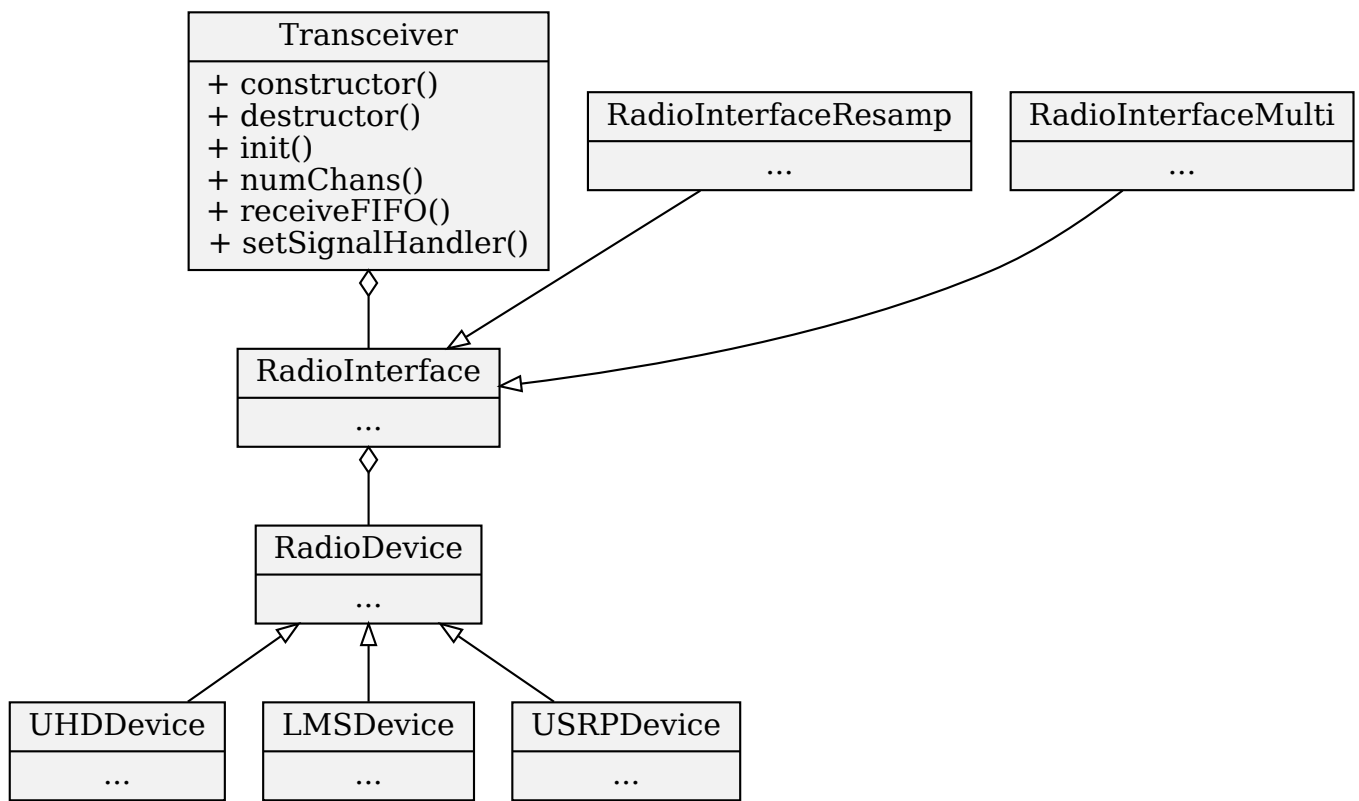 Transceiver
+ constructor()
+ destructor()
+ init()
+ numChans()
+ receiveFIFO()
+ setSignalHandler()
RadioInterfaceResamp
...
RadioInterfaceMulti
...
RadioInterface
...
RadioDevice
...
UHDDevice
...
LMSDevice
...
USRPDevice
...